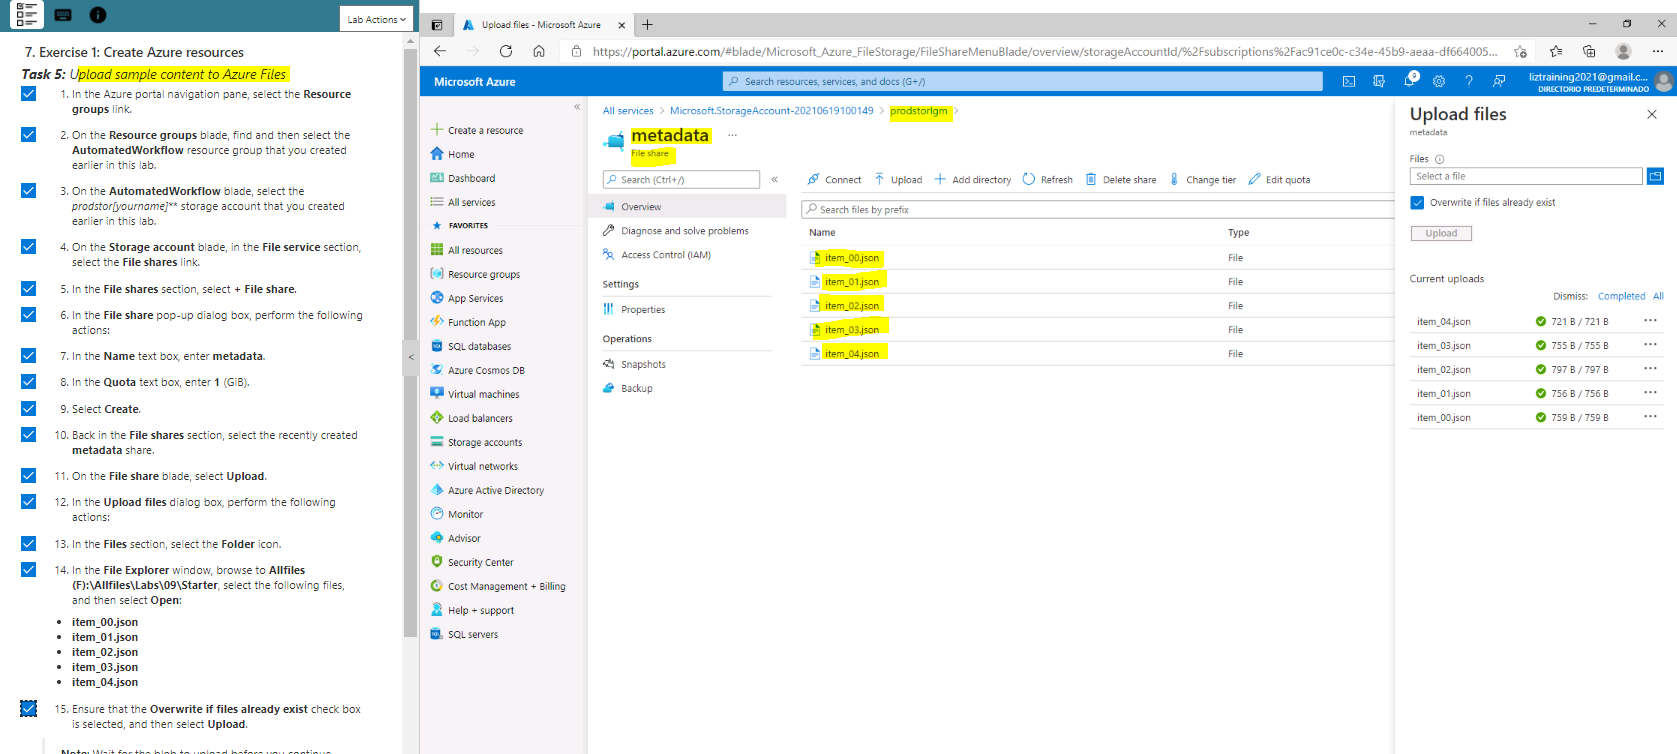 Lab Actions
7. Exercise 1: Create Azure resources
Task 5: Upload sample content to Azure Files
1. In the Azure portal navigation pane, select the Resource
groups link.
2. On the Resource groups blade, find and then select the
AutomatedWorkflow resource group that you created
earlier in this lab.
3. On the AutomatedWorkflow blade, select the
prodstor[yourname]** storage account that you created
earlier in this lab.
4. On the Storage account blade, in the File service section,
select the File shares link.
5. In the File shares section, select + File share.
6. In the File share pop-up dialog box, perform the following
actions:
7. In the Name text box, enter metadata.
8. In the Quota text box, enter 1 (GiB).
9. Select Create.
10. Back in the File shares section, select the recently created
metadata share.
11. On the File share blade, select Upload.
12. In the Upload files dialog box, perform the following
actions:
13. In the Files section, select the Folder icon.
14. In the File Explorer window, browse to Allfiles
(F):\Allfiles\Labs\09\Starter, select the following files,
and then select Open:
• item_00.json
• item_01.json
• item_02.json
• item_03.json
• item_04.json
15. Ensure that the Overwrite if files already exist check box
is selected, and then select Upload.
Note: Wait for the blob to upload before you continue
Upload files - Microsoft Azure
https://portal.azure.com/#blade/Microsoft_Azure_FileStorage/FileShareMenuBlade/overview/storageAccountId/%2Fsubscriptions%2Fac91ce0c-c34e-45b9-aeaa-df664005...
Microsoft Azure
Search resources, services, and docs (G+/)
liztraining2021@gmail.c...
DIRECTORIO PREDETERMINADO
Create a resource
Home
Dashboard
All services
FAVORITES
All resources
Resource groups
App Services
Function App
SQL databases
Azure Cosmos DB
Virtual machines
Load balancers
Storage accounts
Virtual networks
Azure Active Directory
Monitor
Advisor
Security Center
Cost Management + Billing
Help + support
SQL servers
All services > Microsoft.StorageAccount-20210619100149 > prodstorlgm >
metadata ...
File share
Search (Ctrl+/)
Overview
Diagnose and solve problems
Access Control (IAM)
Settings
Properties
Operations
Snapshots
Backup
Connect Upload Add directory Refresh Delete share Change tier Edit quota
Search files by prefix
Name Type
item_00.json File
item_01.json File
item_02.json File
item_03.json File
item_04.json File
Upload files
metadata
Files
Select a file
Overwrite if files already exist
Upload
Current uploads
Dismiss: Completed All
item_04.json 721 B / 721 B
item_03.json 755 B / 755 B
item_02.json 797 B / 797 B
item_01.json 756 B / 756 B
item_00.json 759 B / 759 B